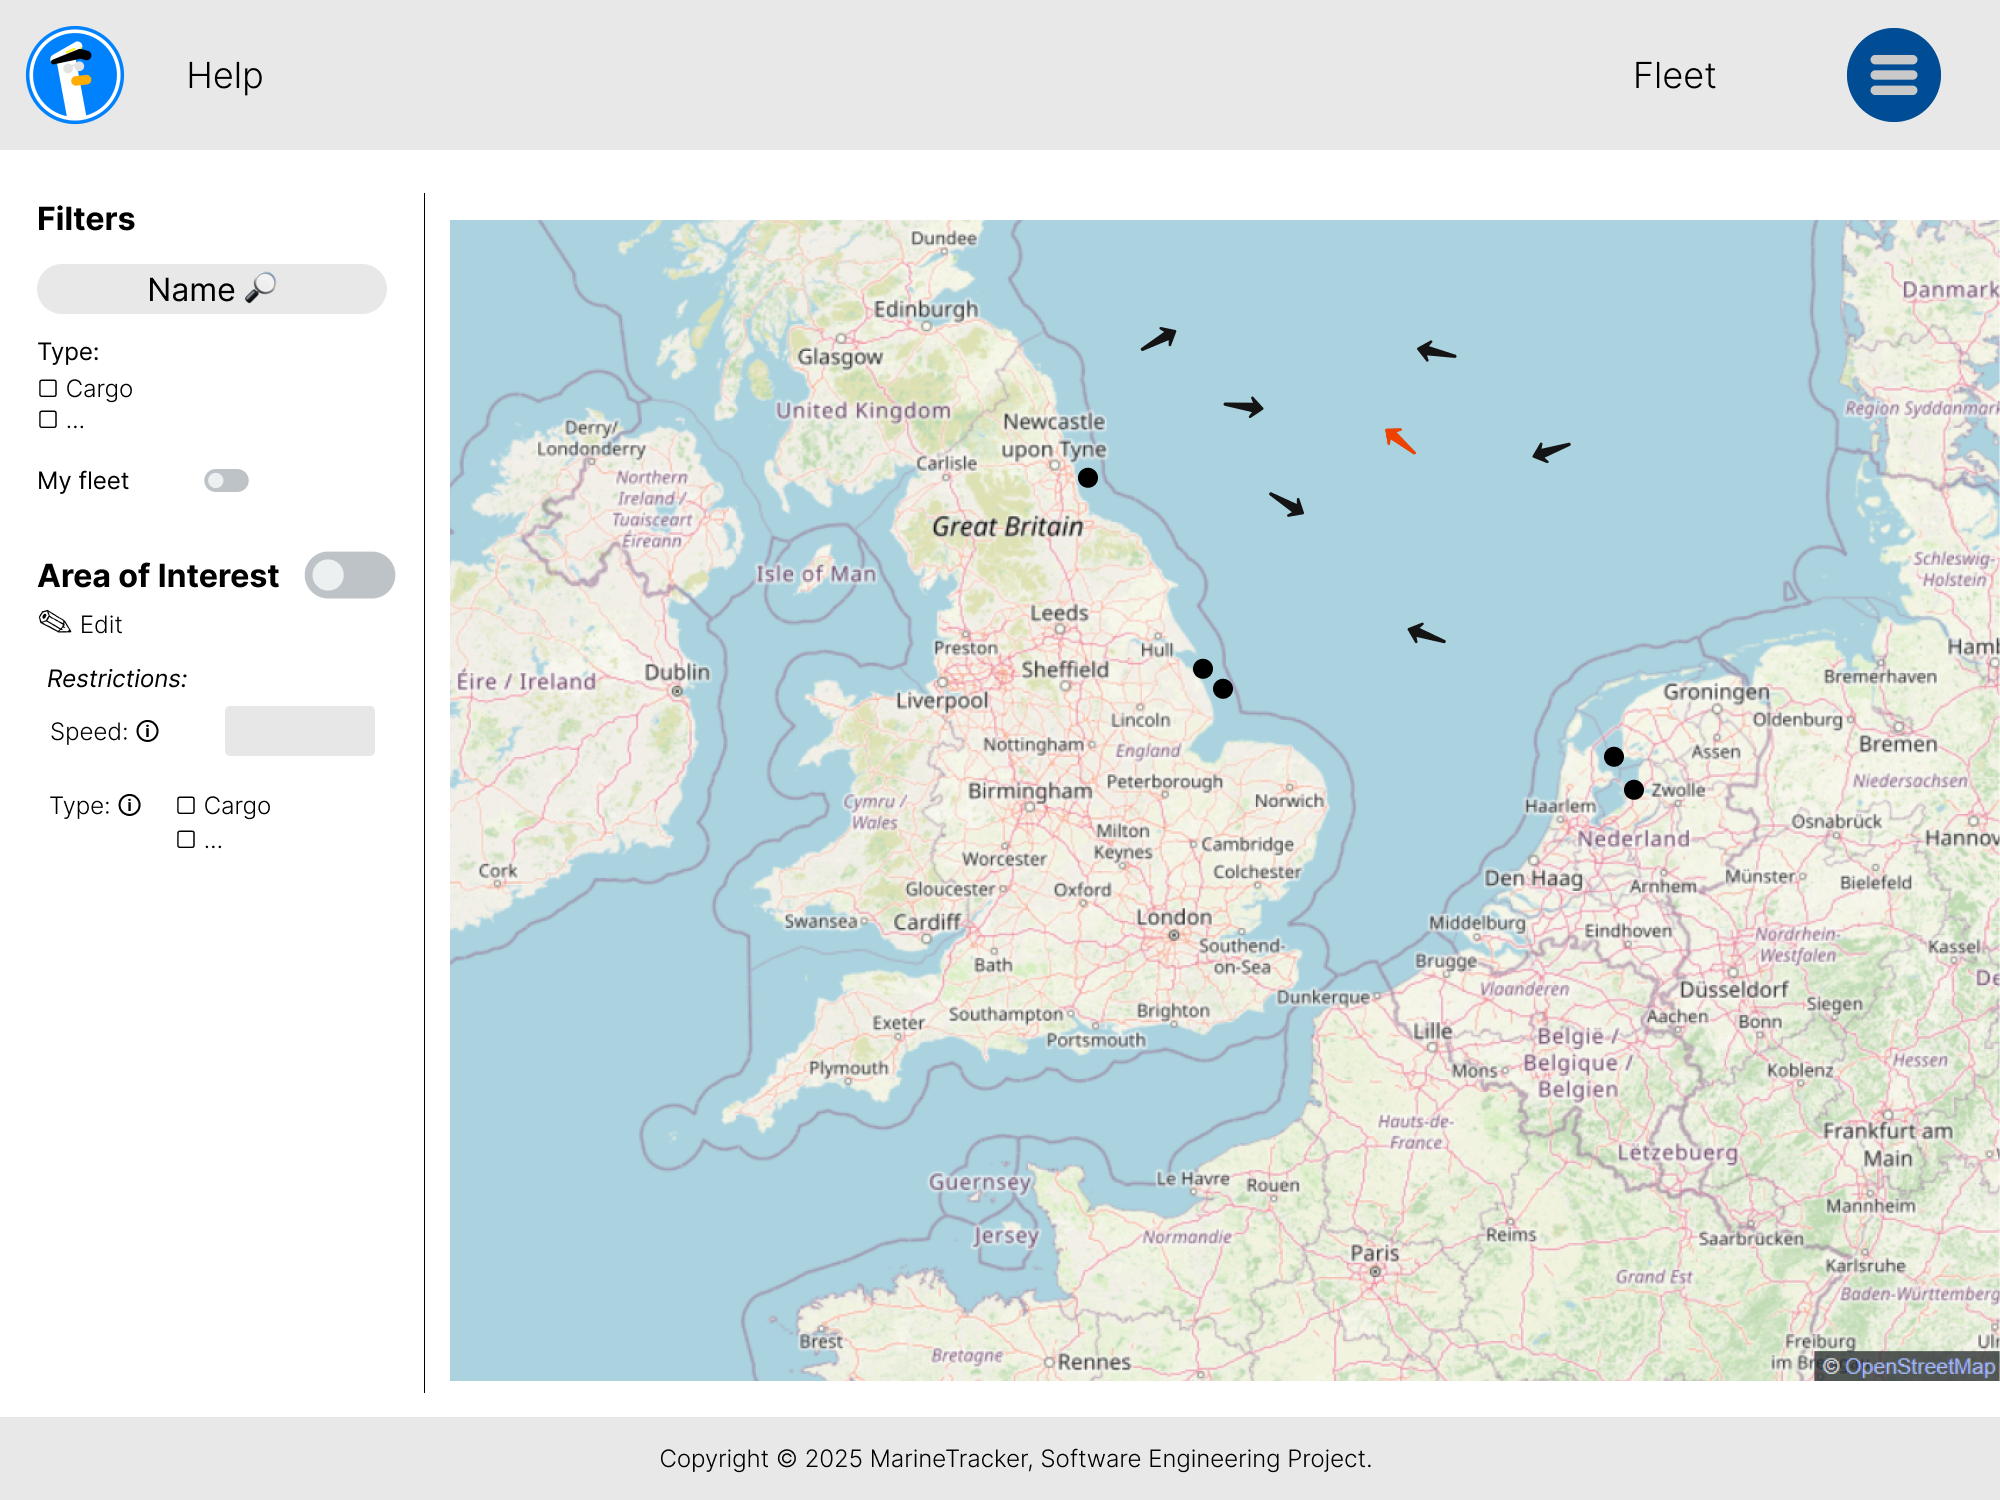 Help
Fleet
Filters
Name
Type:
Cargo
...
My fleet
Area of Interest
Edit
Restrictions:
Speed:
Type:
Cargo
...
Dundee
Edinburgh
Glasgow
United Kingdom
Newcastle
upon Tyne
Derry/
Londonderry
Carlisle
Northern
Ireland /
Tuaisceart
Éireann
Great Britain
Isle of Man
Leeds
Preston
Hull
Sheffield
Dublin
Éire / Ireland
Liverpool
Lincoln
Nottingham
England
Peterborough
Birmingham
Norwich
Cymru /
Wales
Milton
Keynes
Cambridge
Worcester
Colchester
Cork
Gloucester
Oxford
Swansea
Cardiff
London
Southend-
on-Sea
Bath
Southampton
Brighton
Exeter
Portsmouth
Plymouth
Guernsey
Jersey
Brest
Bretagne
Rennes
Danmark
Region Syddanmark
Schleswig-
Holstein
Hamb
Groningen
Bremerhaven
Oldenburg
Assen
Bremen
Niedersachsen
Zwolle
Haarlem
Osnabrück
Nederland
Hannov
Den Haag
Arnhem
Münster
Bielefeld
Middelburg
Eindhoven
Nordrhein-
Westfalen
Kassel
Brugge
De
Dunkerque
Vlaanderen
Düsseldorf
Siegen
Aachen
Bonn
Lille
België /
Belgique /
Belgien
Hessen
Mons
Koblenz
Hauts-de-
France
Frankfurt am
Main
Lëtzebuerg
Le Havre
Rouen
Mannheim
Normandie
Reims
Saarbrücken
Paris
Karlsruhe
Grand Est
Baden-Württemberg
Freiburg
im Br
Ulr
© OpenStreetMap
Copyright © 2025 MarineTracker, Software Engineering Project.